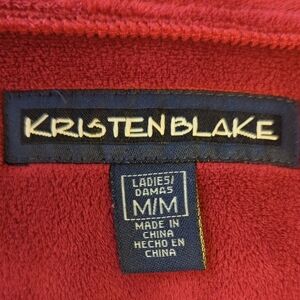 KRISTEN BLAKE
LADIES/
DAMAS
M/M
MADE IN
CHINA
HECHO EN
CHINA